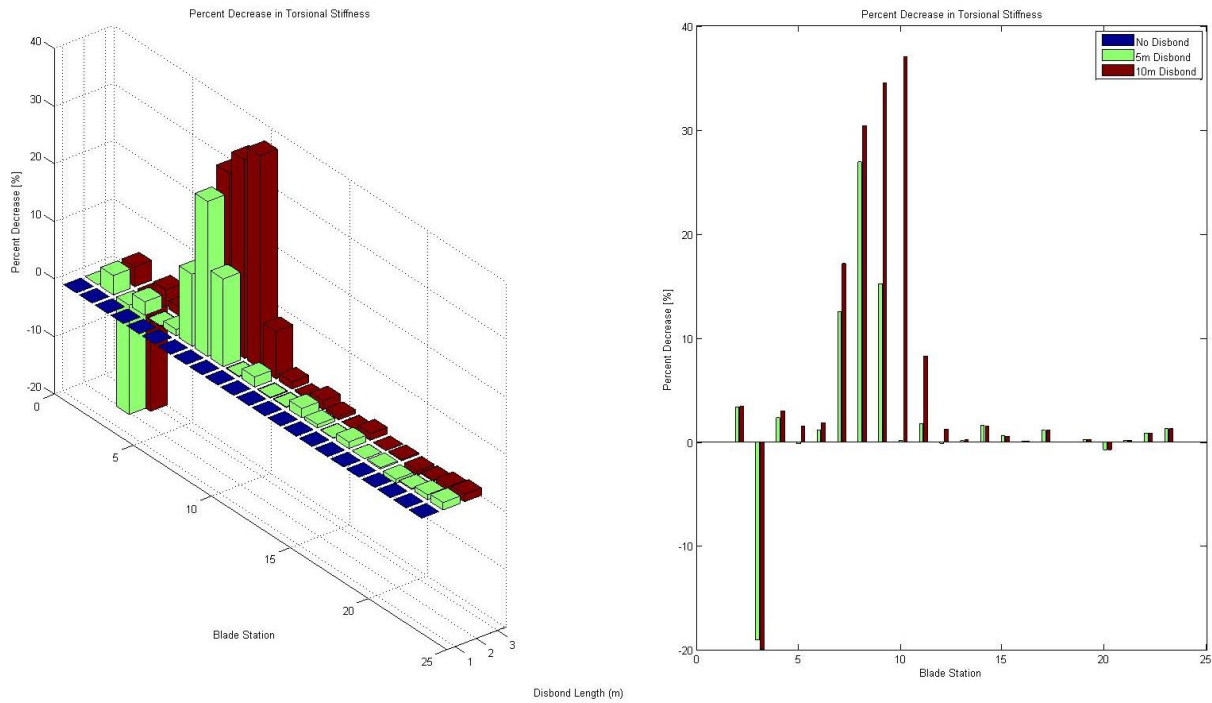 Percent Decrease in Torsional Stiffness
40
30
20
10
0
-10
-20
Percent Decrease [%]
0
5
10
15
20
25
Blade Station
1
2
3
Disbond Length (m)
Percent Decrease in Torsional Stiffness
40
30
20
10
0
-10
-20
Percent Decrease [%]
No Disbond
5m Disbond
10m Disbond
0
5
10
15
20
25
Blade Station